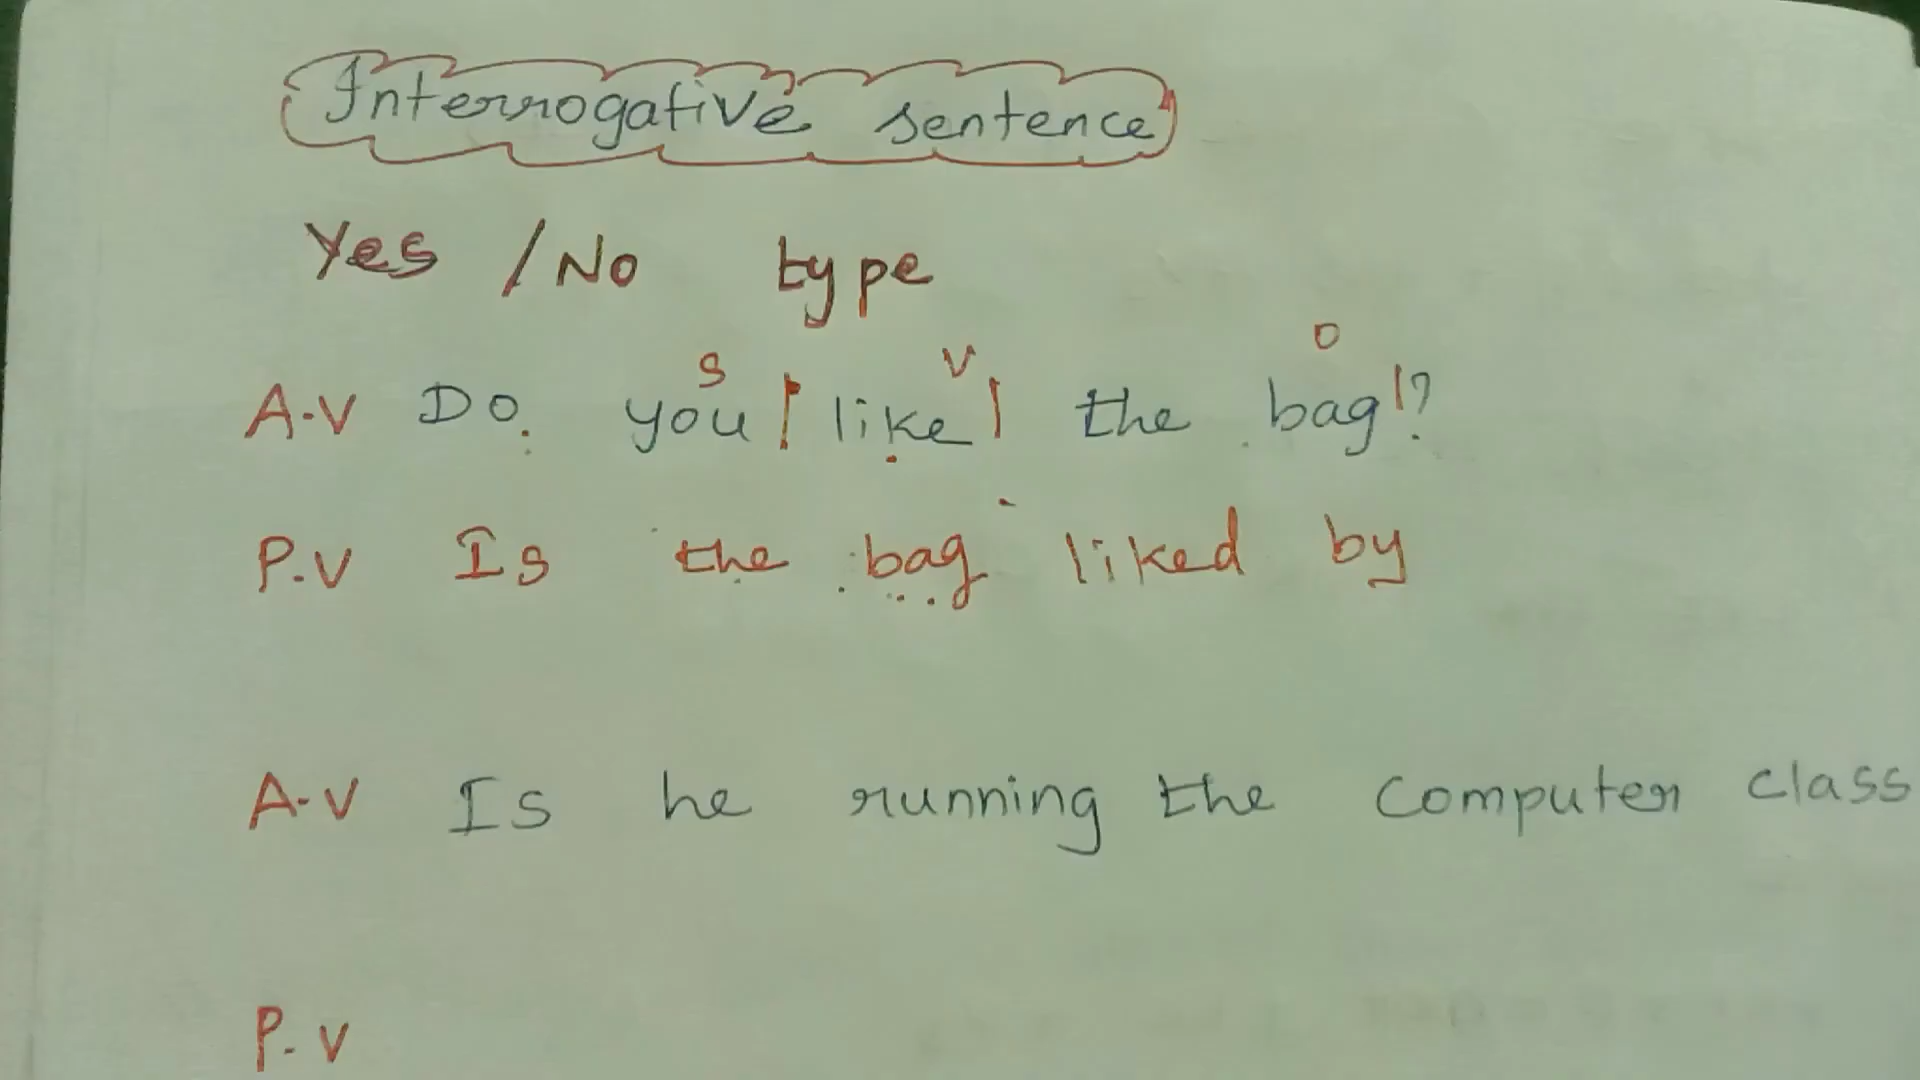 Interrogative sentence
Yes / No type
S V O
A.V Do you | like | the bag|?
P.V Is the bag liked by
A-V Is he running the computer class
P.V